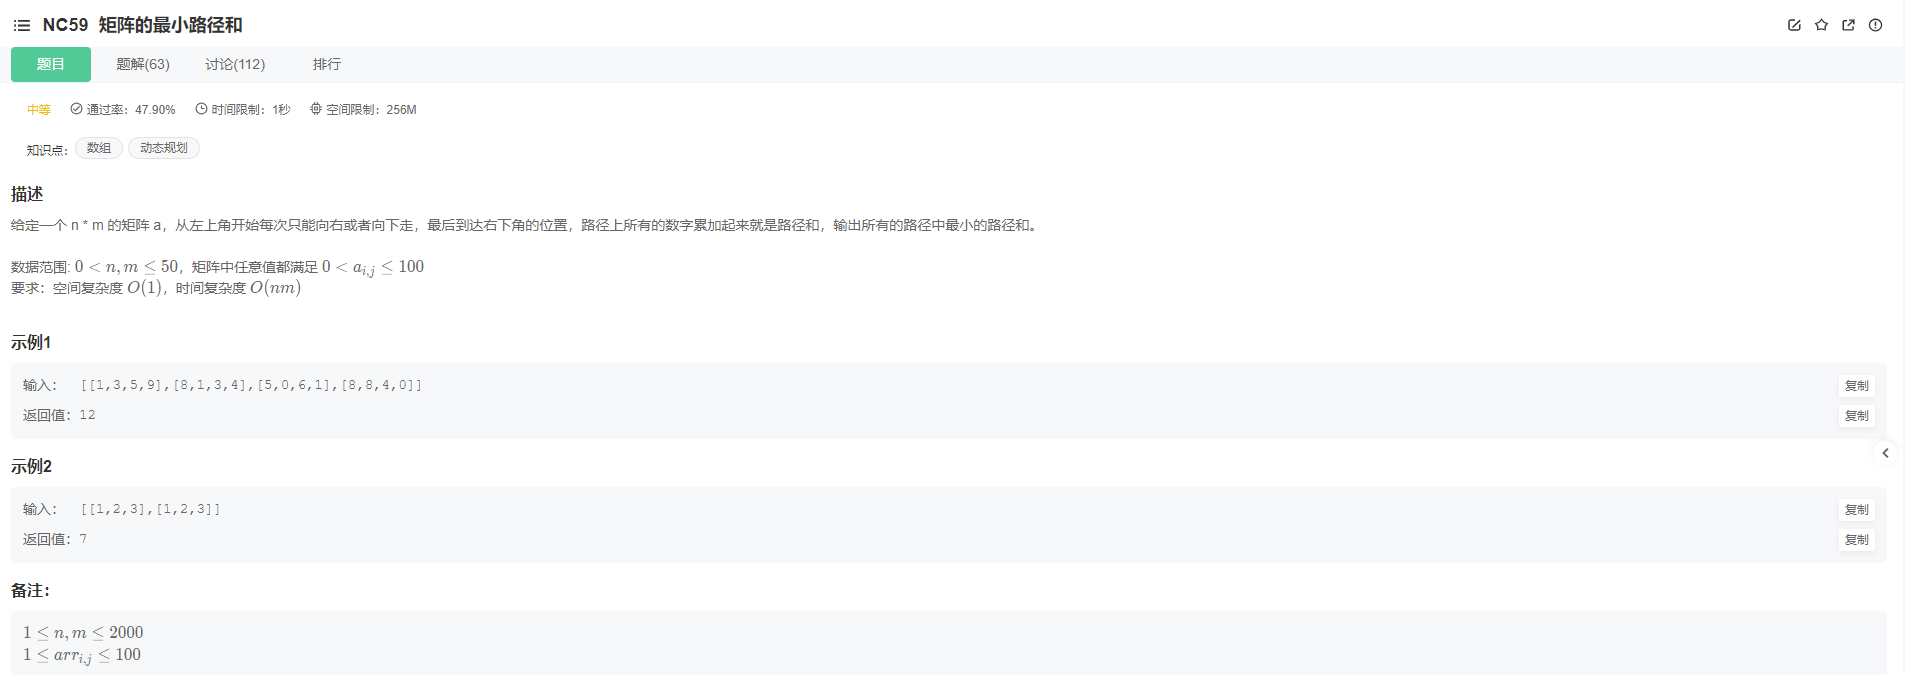 NC59 矩阵的最小路径和
题目 题解(63) 讨论(112) 排行
中等 通过率：47.90% 时间限制：1秒 空间限制：256M
知识点： 数组 动态规划
描述
给定一个 n * m 的矩阵 a，从左上角开始每次只能向右或者向下走，最后到达右下角的位置，路径上所有的数字累加起来就是路径和，输出所有的路径中最小的路径和。
数据范围: 0 < n, m ≤ 50，矩阵中任意值都满足 0 < a_{i,j} ≤ 100
要求：空间复杂度 O(1)，时间复杂度 O(nm)
示例1
输入： [[1,3,5,9],[8,1,3,4],[5,0,6,1],[8,8,4,0]] 复制
返回值：12 复制
示例2
输入： [[1,2,3],[1,2,3]] 复制
返回值：7 复制
备注：
1 ≤ n, m ≤ 2000
1 ≤ arr_{i,j} ≤ 100